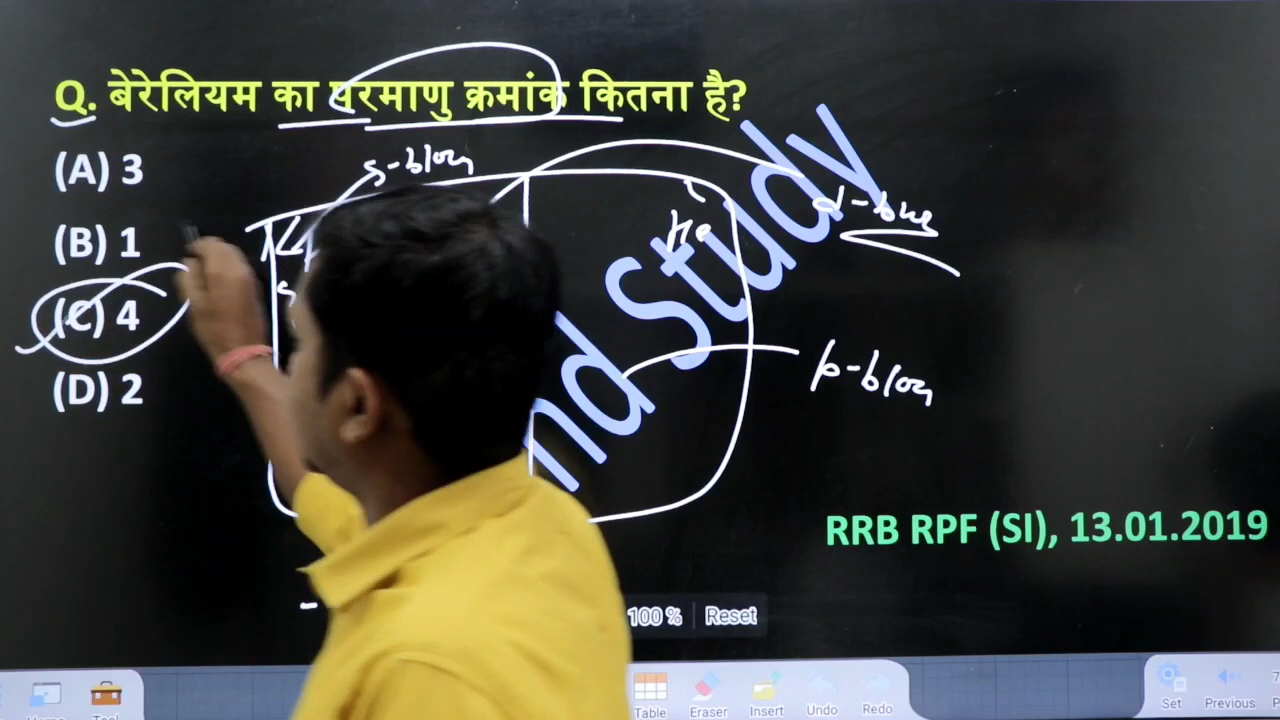 Q. बेरेलियम का परमाणु क्रमांक कितना है?
(A) 3
(B) 1
(C) 4
(D) 2
s-block
d-block
He
p-block
nd Study
RRB RPF (SI), 13.01.2019
100 % Reset
Table Eraser Insert Undo Redo Set Previous